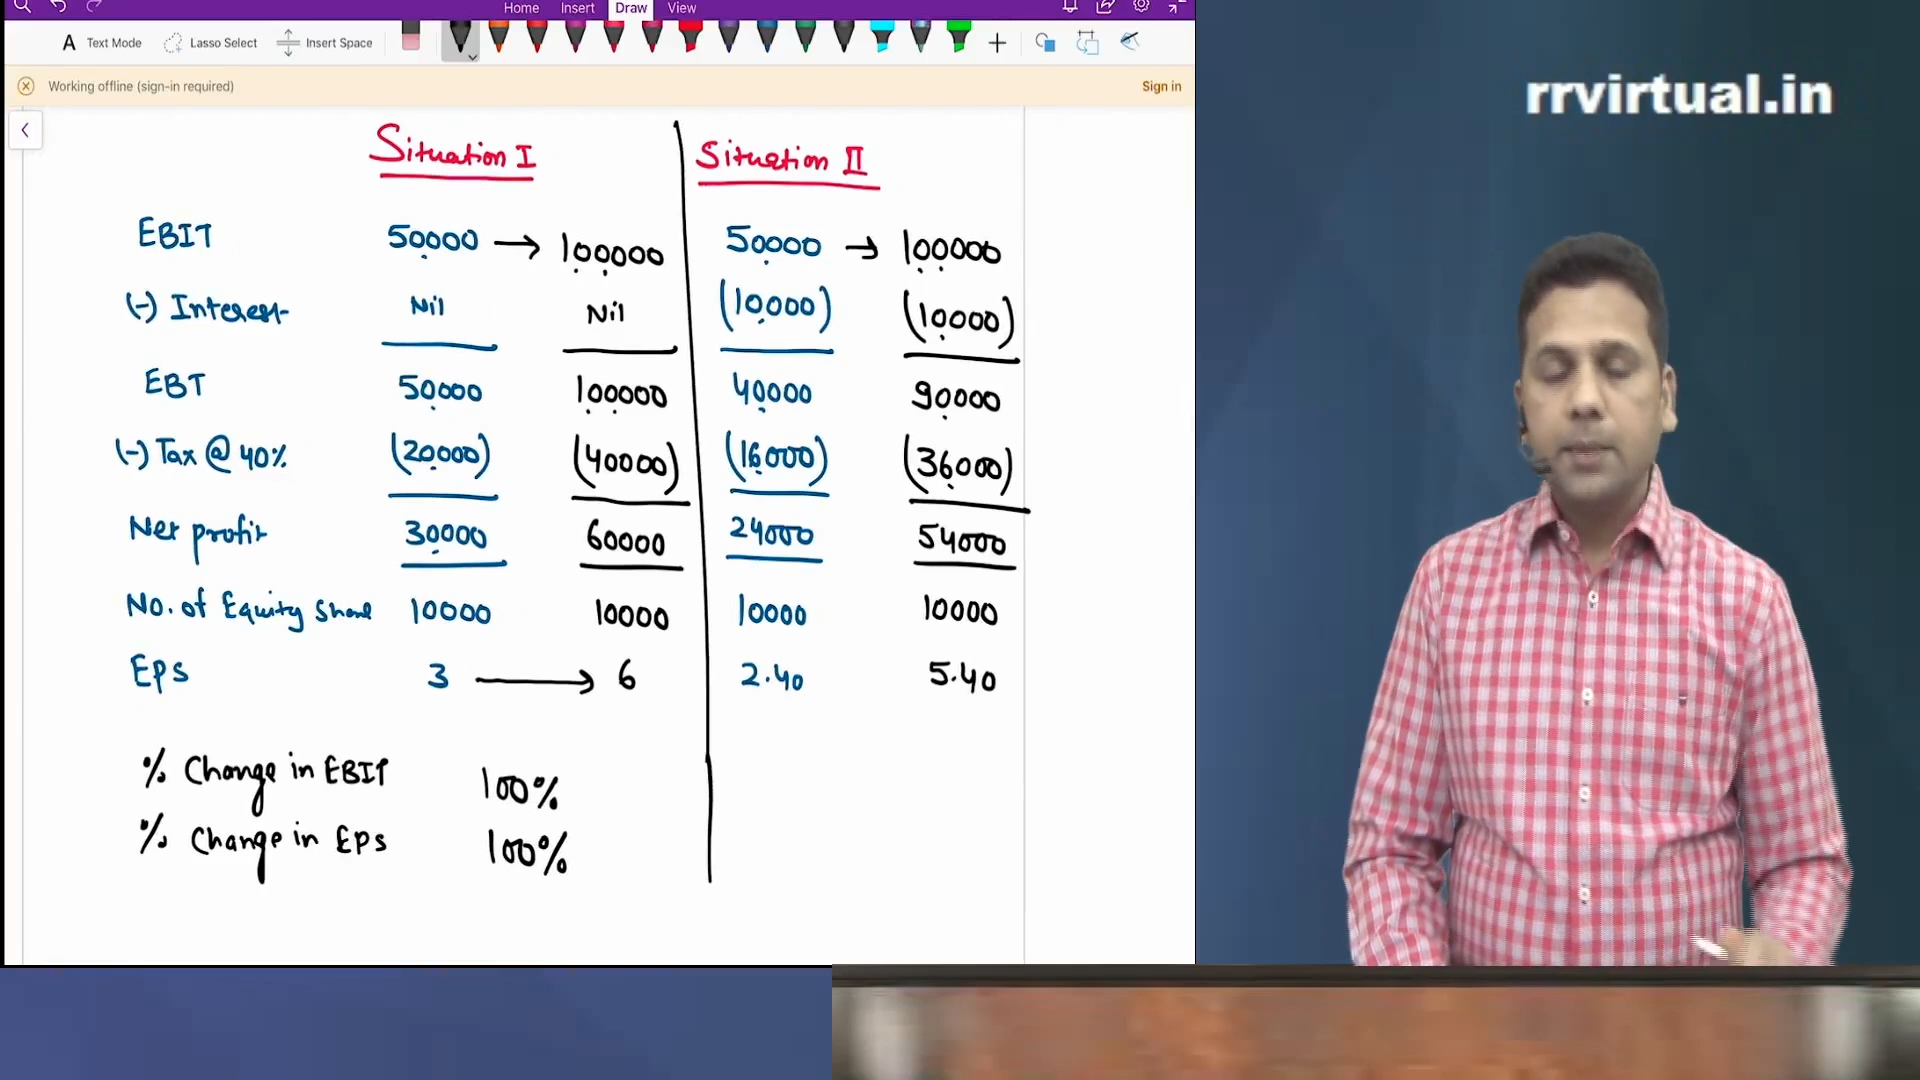 Home Insert Draw View
Text Mode Lasso Select Insert Space
Working offline (sign-in required) Sign in
rrvirtual.in
Situation I Situation II
EBIT 50000 → 100000 50000 → 100000
(-) Interest Nil Nil (10000) (10000)
EBT 50000 100000 40000 90000
(-) Tax @ 40% (20000) (40000) (16000) (36000)
Net profit 30000 60000 24000 54000
No. of Equity Share 10000 10000 10000 10000
Eps 3 → 6 2.40 5.40
% Change in EBIT 100%
% Change in Eps 100%